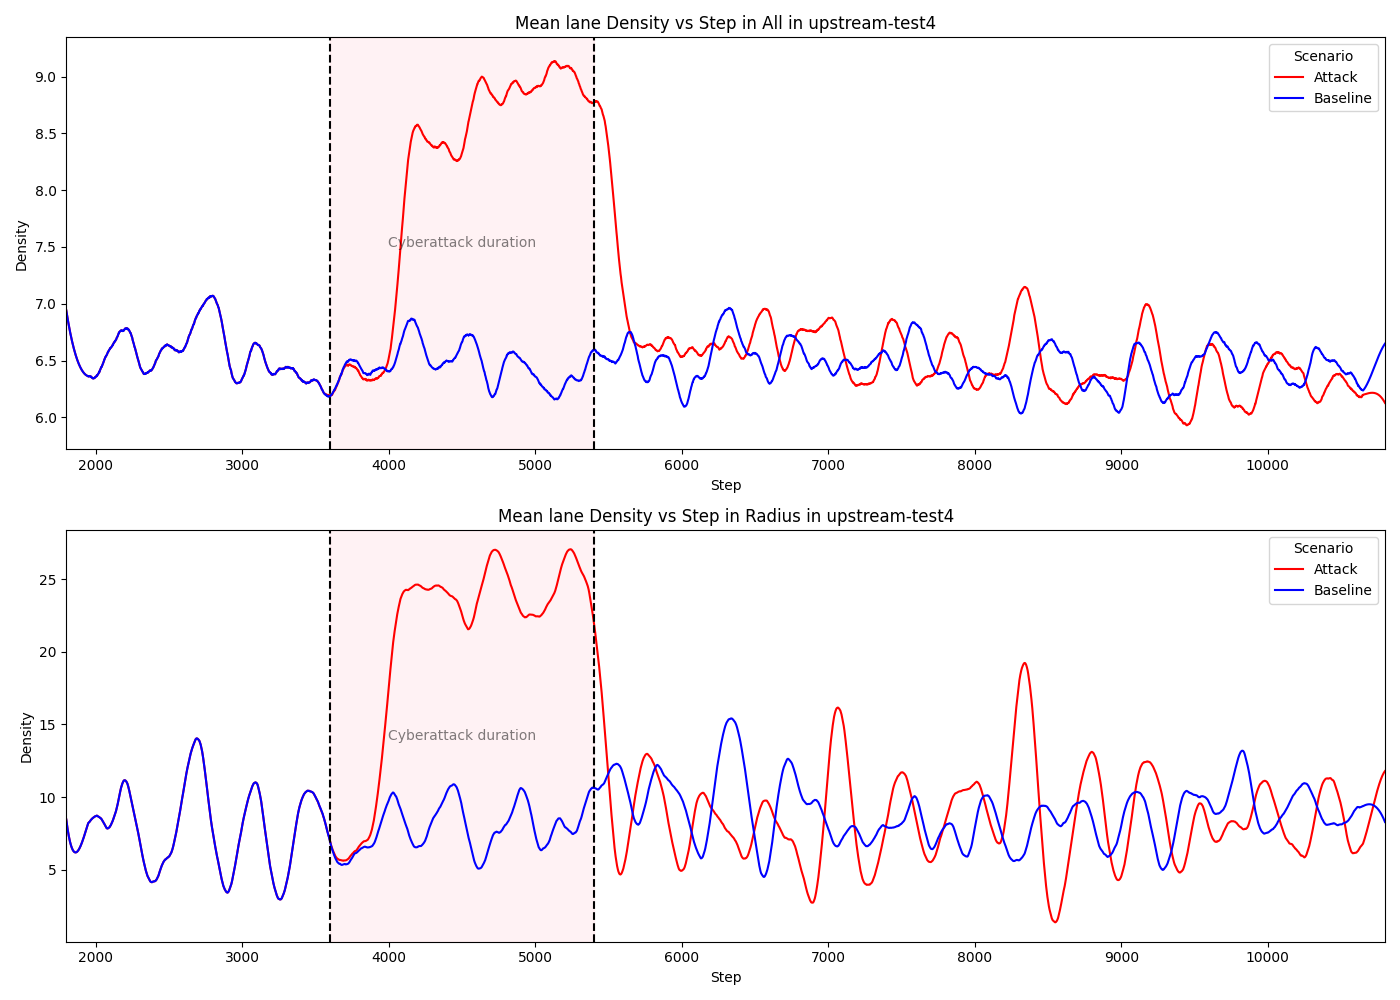 Mean lane Density vs Step in All in upstream-test4
Density
9.0
8.5
8.0
7.5
7.0
6.5
6.0
Scenario
Attack
Baseline
Cyberattack duration
2000 3000 4000 5000 6000 7000 8000 9000 10000
Step
Mean lane Density vs Step in Radius in upstream-test4
Density
25
20
15
10
5
Scenario
Attack
Baseline
Cyberattack duration
2000 3000 4000 5000 6000 7000 8000 9000 10000
Step